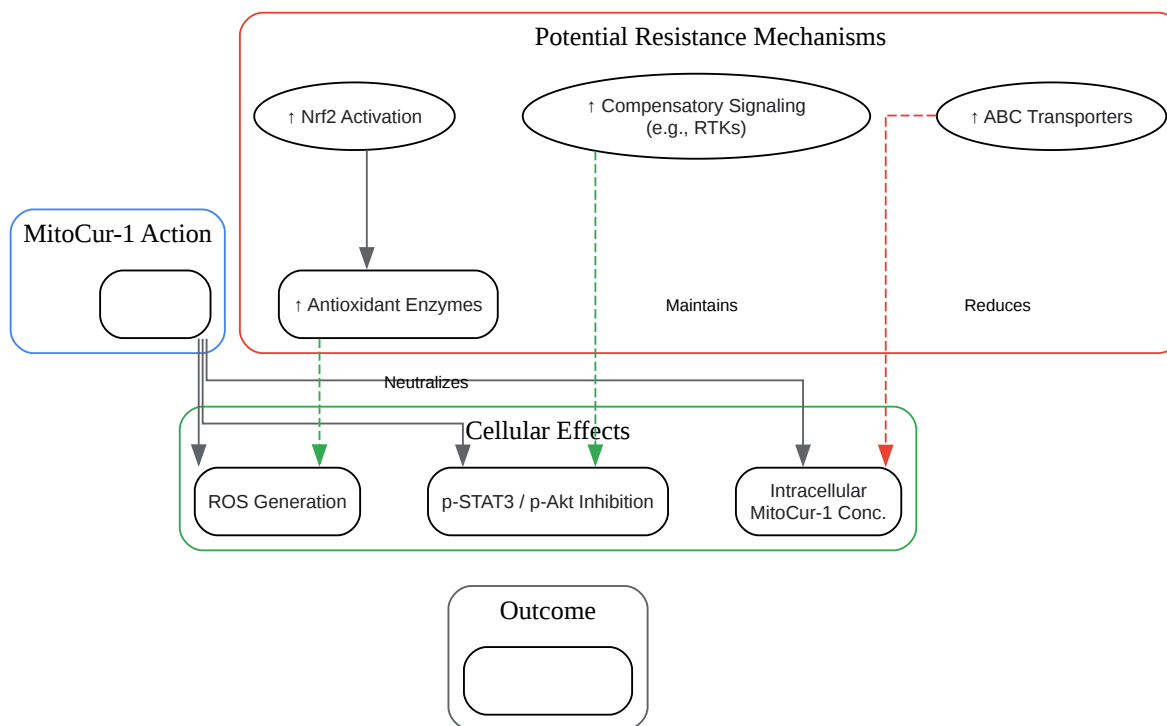 Potential Resistance Mechanisms
↑ Nrf2 Activation
↑ Compensatory Signaling
(e.g., RTKs)
↑ ABC Transporters
MitoCur-1 Action
↑ Antioxidant Enzymes
Maintains
Reduces
Neutralizes
Cellular Effects
ROS Generation
p-STAT3 / p-Akt Inhibition
Intracellular
MitoCur-1 Conc.
Outcome